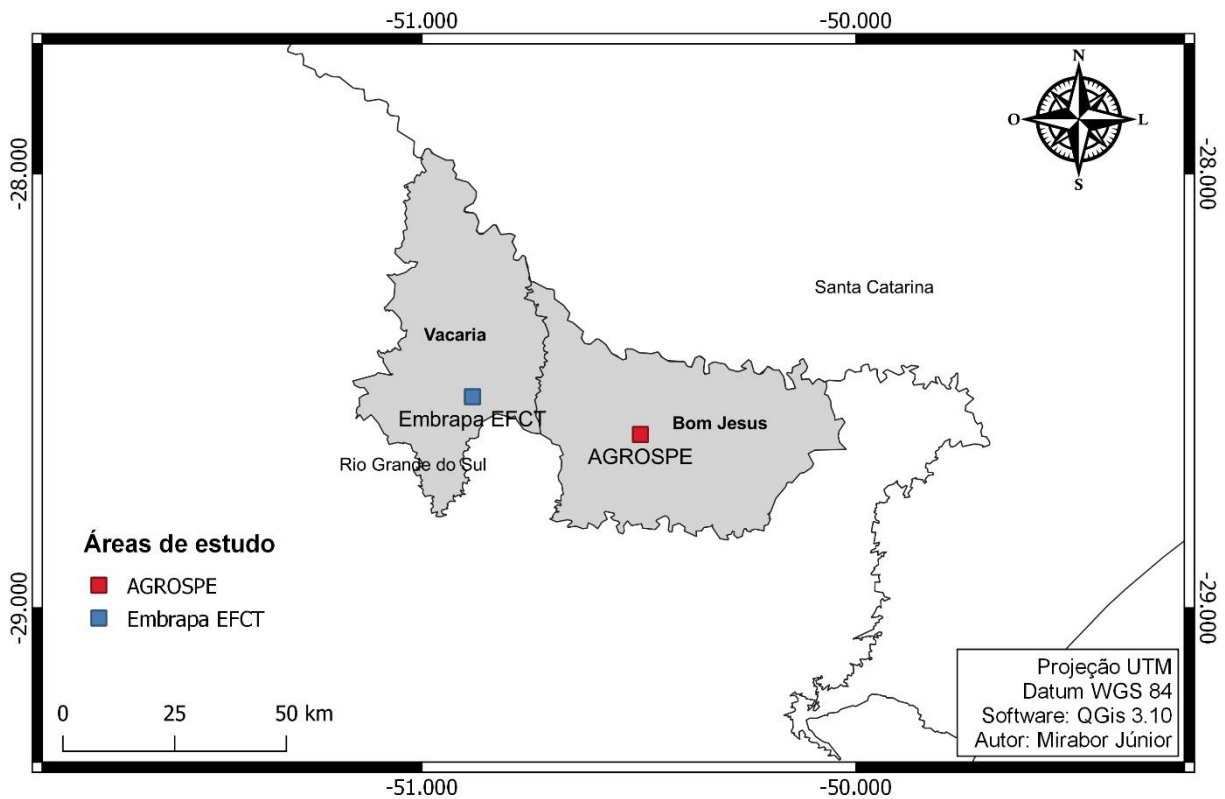 -51.000
-50.000
N
O
L
S
-28.000
-28.000
Santa Catarina
Vacaria
Embrapa EFCT
Bom Jesus
AGROSPE
Rio Grande do Sul
Áreas de estudo
AGROSPE
Embrapa EFCT
-29.000
-29.000
0 25 50 km
Projeção UTM
Datum WGS 84
Software: QGis 3.10
Autor: Mirabor Júnior
-51.000
-50.000